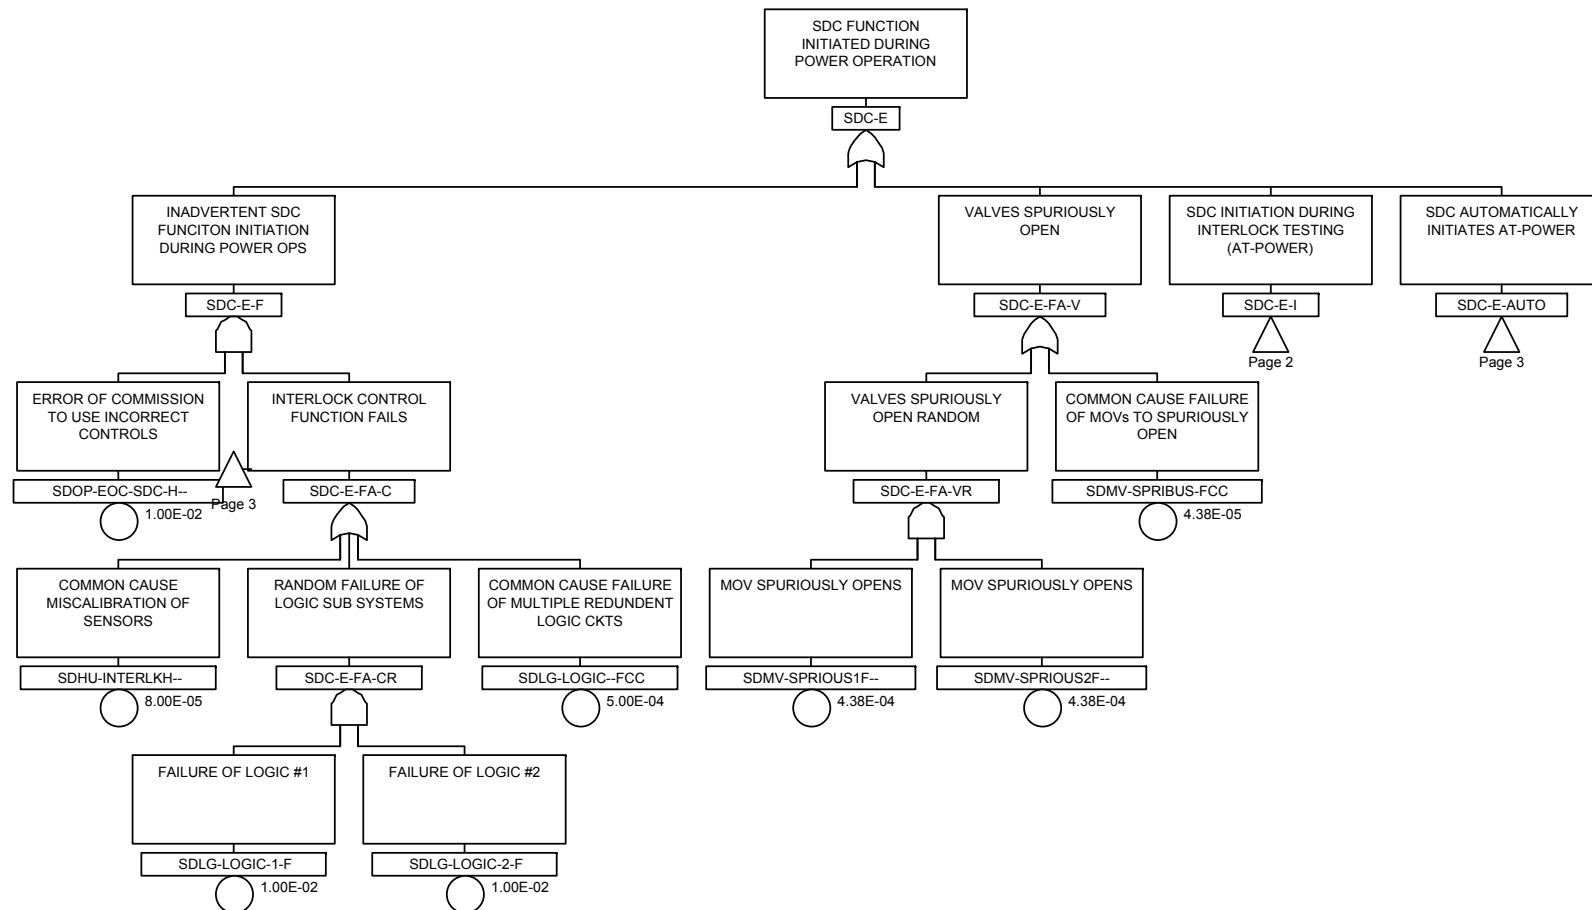 SDC FUNCTION
INITIATED DURING
POWER OPERATION
SDC-E
INADVERTENT SDC
FUNCITON INITIATION
DURING POWER OPS
SDC-E-F
VALVES SPURIOUSLY
OPEN
SDC-E-FA-V
SDC INITIATION DURING
INTERLOCK TESTING
(AT-POWER)
SDC-E-I
Page 2
SDC AUTOMATICALLY
INITIATES AT-POWER
SDC-E-AUTO
Page 3
ERROR OF COMMISSION
TO USE INCORRECT
CONTROLS
SDOP-EOC-SDC-H--
1.00E-02
Page 3
INTERLOCK CONTROL
FUNCTION FAILS
SDC-E-FA-C
VALVES SPURIOUSLY
OPEN RANDOM
SDC-E-FA-VR
COMMON CAUSE FAILURE
OF MOVs TO SPURIOUSLY
OPEN
SDMV-SPRIBUS-FCC
4.38E-05
COMMON CAUSE
MISCALIBRATION OF
SENSORS
SDHU-INTERLKH--
8.00E-05
RANDOM FAILURE OF
LOGIC SUB SYSTEMS
SDC-E-FA-CR
COMMON CAUSE FAILURE
OF MULTIPLE REDUNDENT
LOGIC CKTS
SDLG-LOGIC--FCC
5.00E-04
MOV SPURIOUSLY OPENS
SDMV-SPRIOUS1F--
4.38E-04
MOV SPURIOUSLY OPENS
SDMV-SPRIOUS2F--
4.38E-04
FAILURE OF LOGIC #1
SDLG-LOGIC-1-F
1.00E-02
FAILURE OF LOGIC #2
SDLG-LOGIC-2-F
1.00E-02